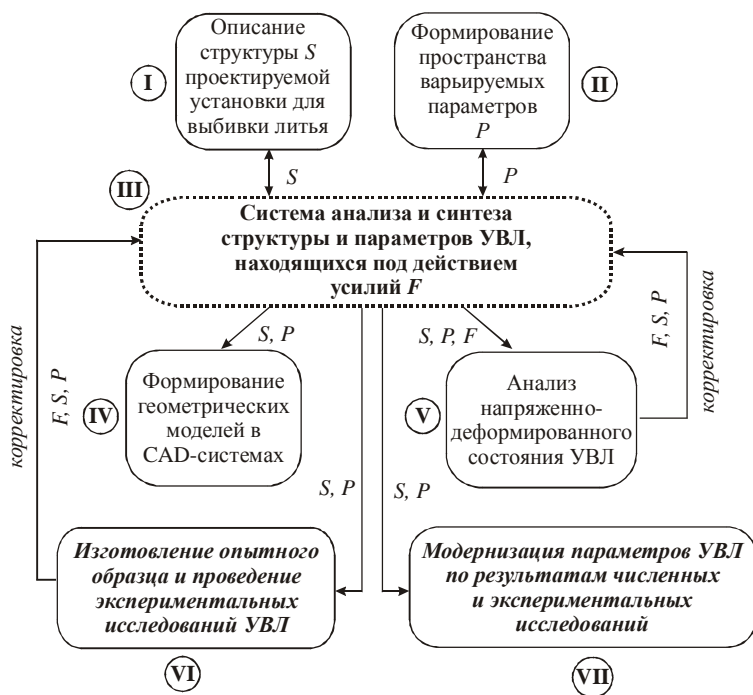 I
Описание
структуры S
проектируемой
установки для
выбивки литья
Формирование
пространства
варьируемых
параметров
P
II
S
P
III
Система анализа и синтеза
структуры и параметров УВЛ,
находящихся под действием
усилий F
корректировка
F, S, P
S, P
S, P, F
F, S, P
корректировка
IV
Формирование
геометрических
моделей в
CAD-системах
V
Анализ
напряженно-
деформированного
состояния УВЛ
S, P
S, P
Изготовление опытного
образца и проведение
экспериментальных
исследований УВЛ
VI
Модернизация параметров УВЛ
по результатам численных
и экспериментальных
исследований
VII